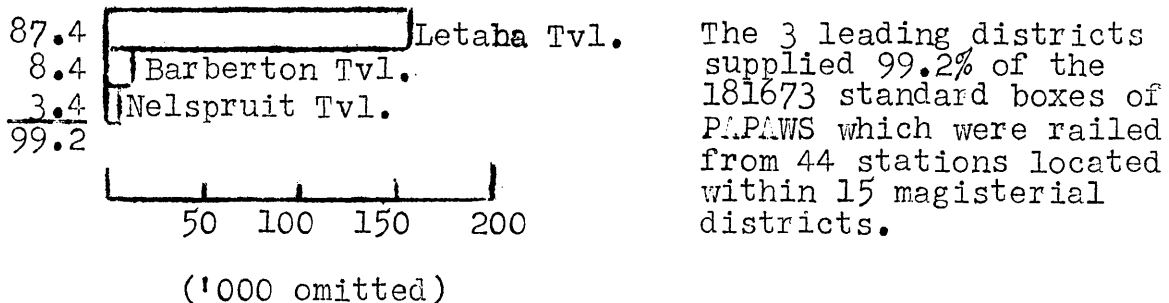 87.4 Letaba Tvl.
8.4 Barberton Tvl.
3.4 Nelspruit Tvl.
99.2
50 100 150 200
('000 omitted)
The 3 leading districts
supplied 99.2% of the
181673 standard boxes of
PAPAWS which were railed
from 44 stations located
within 15 magisterial
districts.